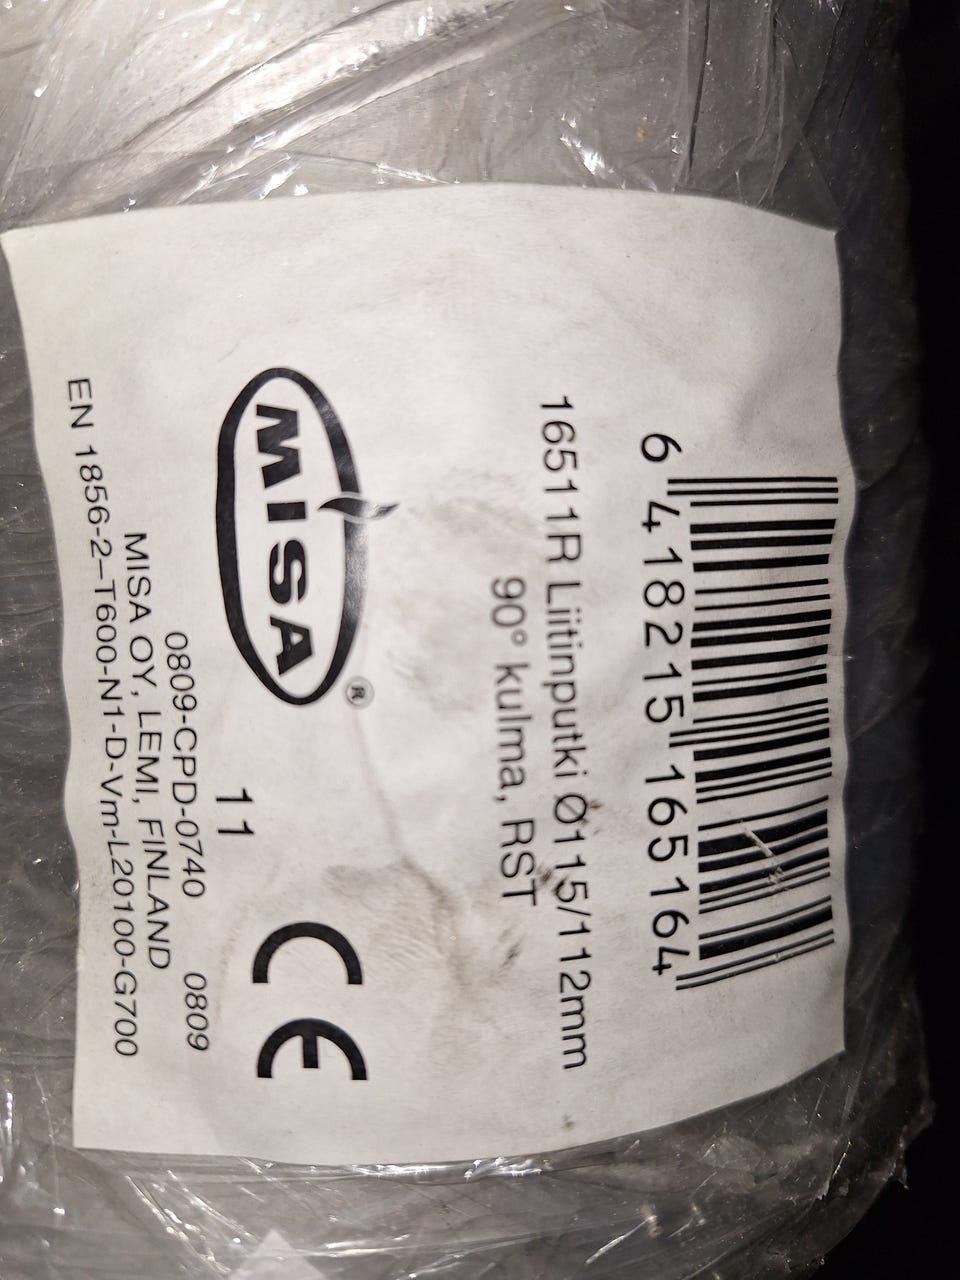 6 418215 165164
16511R Liitinputki Ø115/112mm
90° kulma, RST
MISA®
CE
11
0809
0809-CPD-0740
MISA OY, LEMI, FINLAND
EN 1856-2–T600-N1-D-Vm-L20100-G700